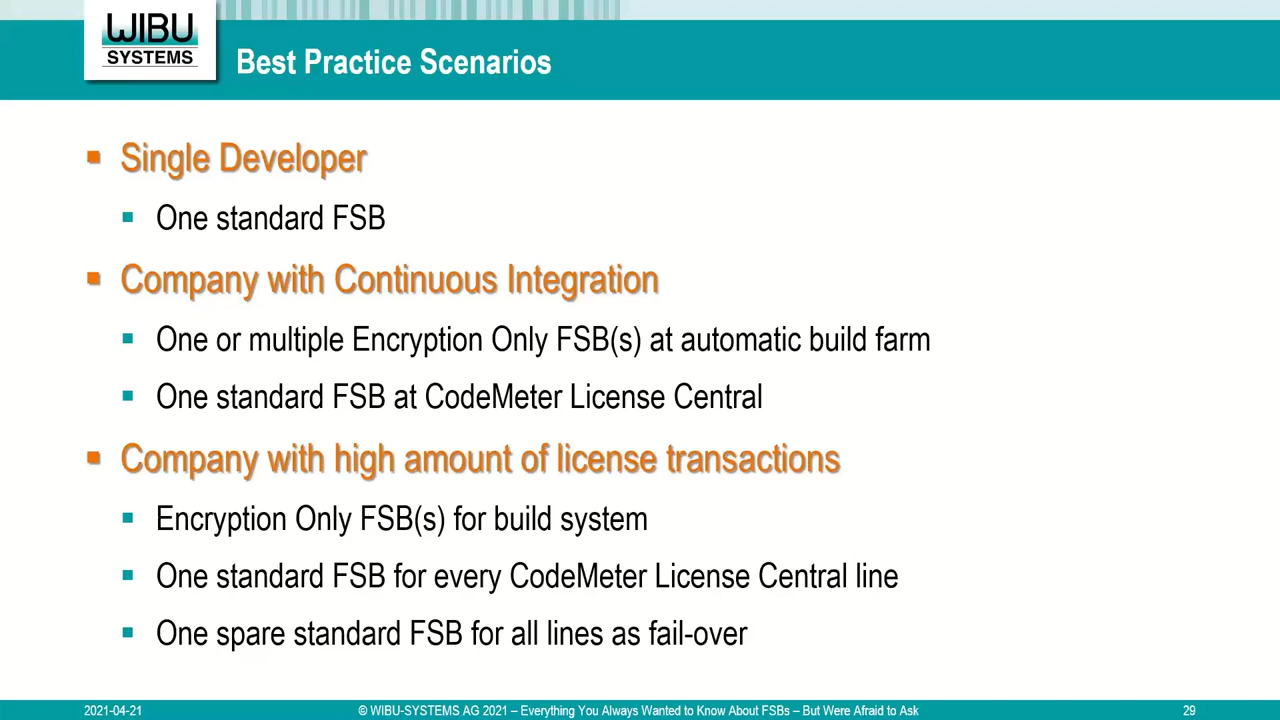 WIBU
SYSTEMS
Best Practice Scenarios
Single Developer
One standard FSB
Company with Continuous Integration
One or multiple Encryption Only FSB(s) at automatic build farm
One standard FSB at CodeMeter License Central
Company with high amount of license transactions
Encryption Only FSB(s) for build system
One standard FSB for every CodeMeter License Central line
One spare standard FSB for all lines as fail-over
2021-04-21 © WIBU-SYSTEMS AG 2021 – Everything You Always Wanted to Know About FSBs – But Were Afraid to Ask 29